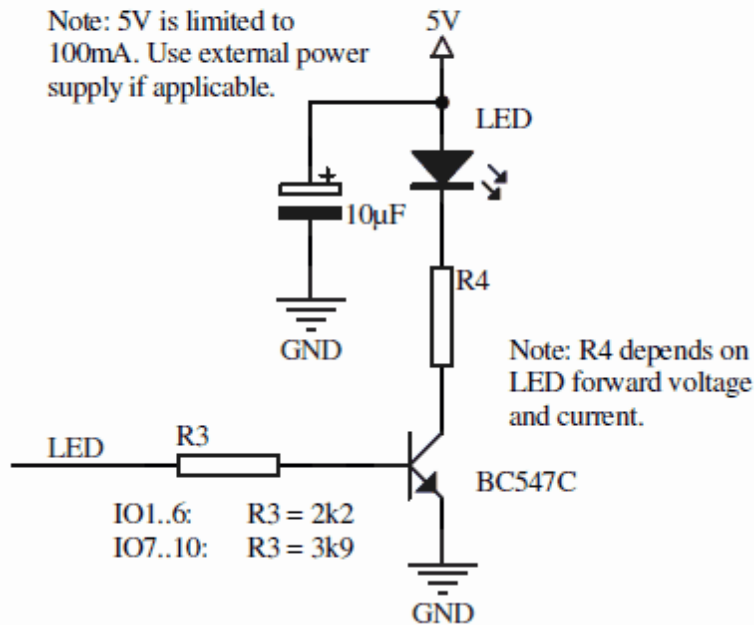 Note: 5V is limited to
100mA. Use external power
supply if applicable.
5V
LED
+
10µF
R4
GND
Note: R4 depends on
LED forward voltage
and current.
LED
R3
BC547C
IO1..6: R3 = 2k2
IO7..10: R3 = 3k9
GND